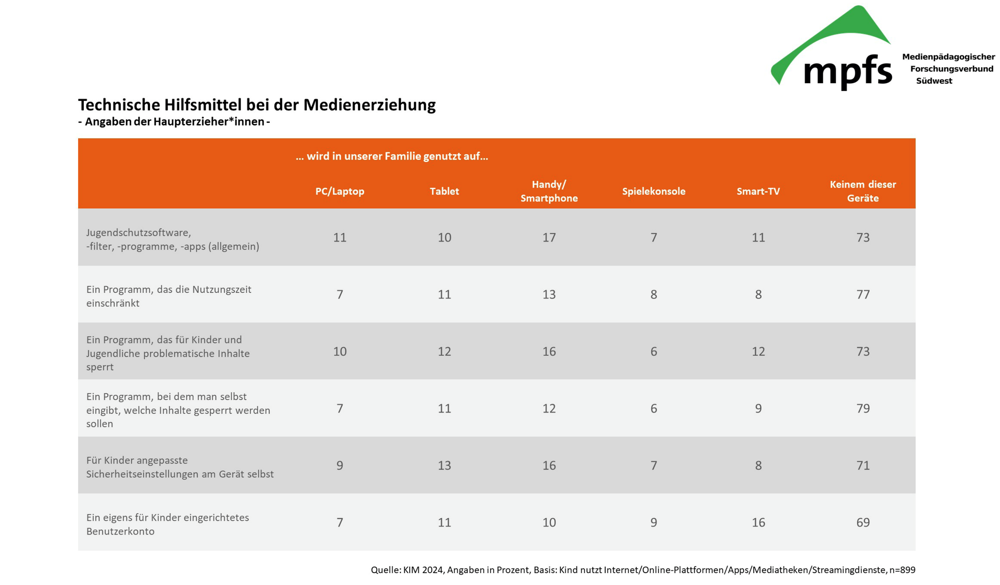 mpfs
Medienpädagogischer
Forschungsverbund
Südwest
Technische Hilfsmittel bei der Medienerziehung
- Angaben der Haupterzieher*innen -
... wird in unserer Familie genutzt auf...
PC/Laptop Tablet Handy/ Smartphone Spielekonsole Smart-TV Keinem dieser Geräte
Jugendschutzsoftware,
-filter, -programme, -apps (allgemein) 11 10 17 7 11 73
Ein Programm, das die Nutzungszeit
einschränkt 7 11 13 8 8 77
Ein Programm, das für Kinder und
Jugendliche problematische Inhalte
sperrt 10 12 16 6 12 73
Ein Programm, bei dem man selbst
eingibt, welche Inhalte gesperrt werden
sollen 7 11 12 6 9 79
Für Kinder angepasste
Sicherheitseinstellungen am Gerät selbst 9 13 16 7 8 71
Ein eigens für Kinder eingerichtetes
Benutzerkonto 7 11 10 9 16 69
Quelle: KIM 2024, Angaben in Prozent, Basis: Kind nutzt Internet/Online-Plattformen/Apps/Mediatheken/Streamingdienste, n=899